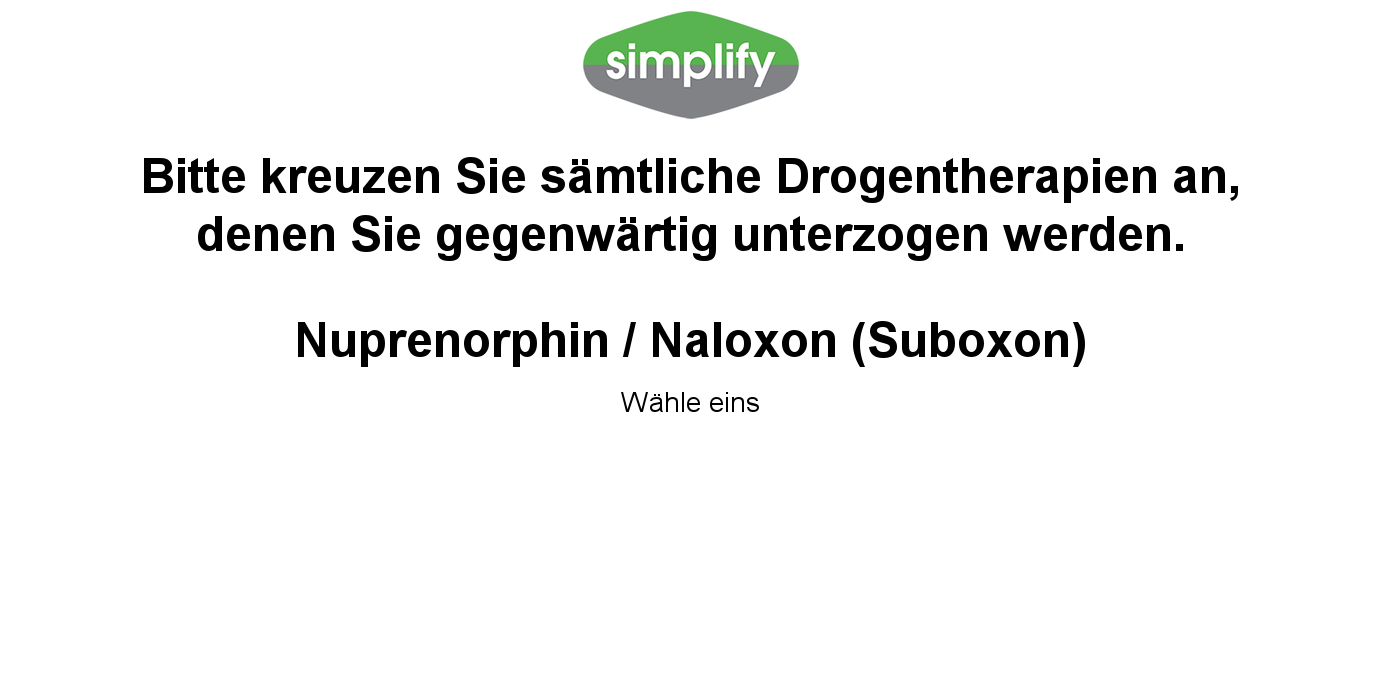 simplify
Bitte kreuzen Sie sämtliche Drogentherapien an,
denen Sie gegenwärtig unterzogen werden.
Nuprenorphin / Naloxon (Suboxon)
Wähle eins